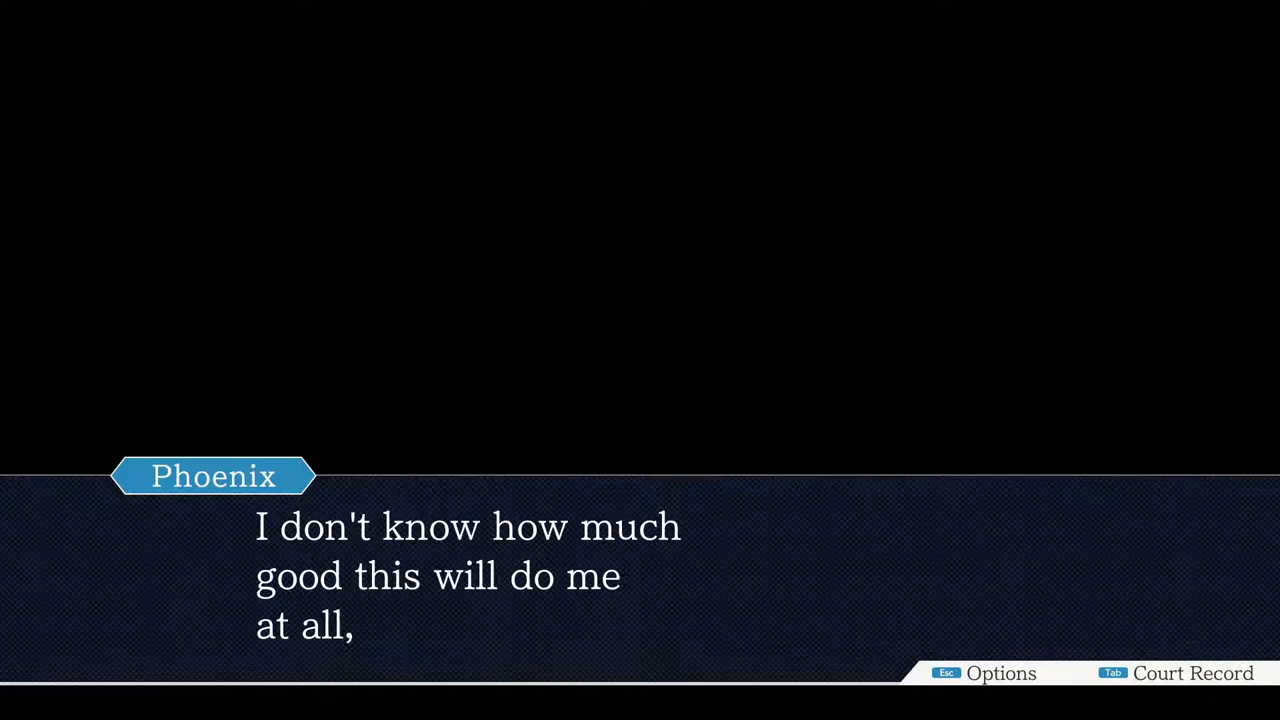 Phoenix
I don't know how much
good this will do me
at all,
Esc Options Tab Court Record